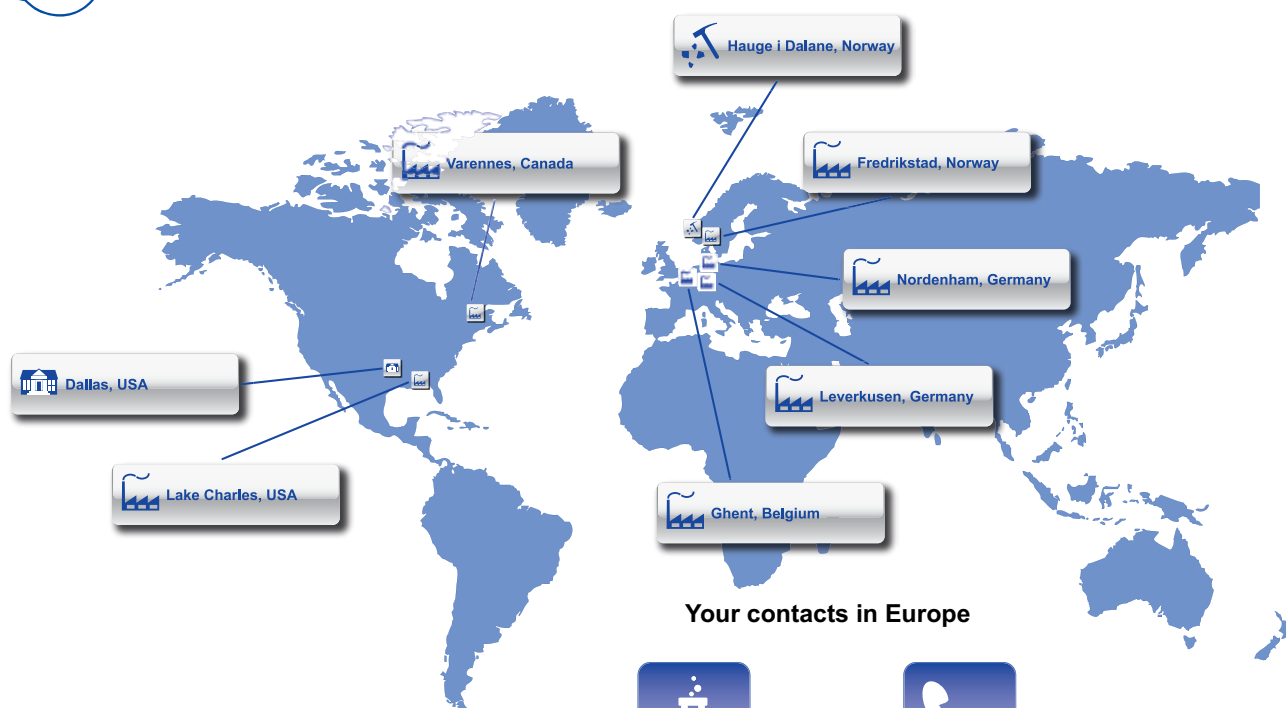 Hauge i Dalane, Norway
Varennes, Canada
Fredrikstad, Norway
Nordenham, Germany
Dallas, USA
Leverkusen, Germany
Lake Charles, USA
Ghent, Belgium
Your contacts in Europe